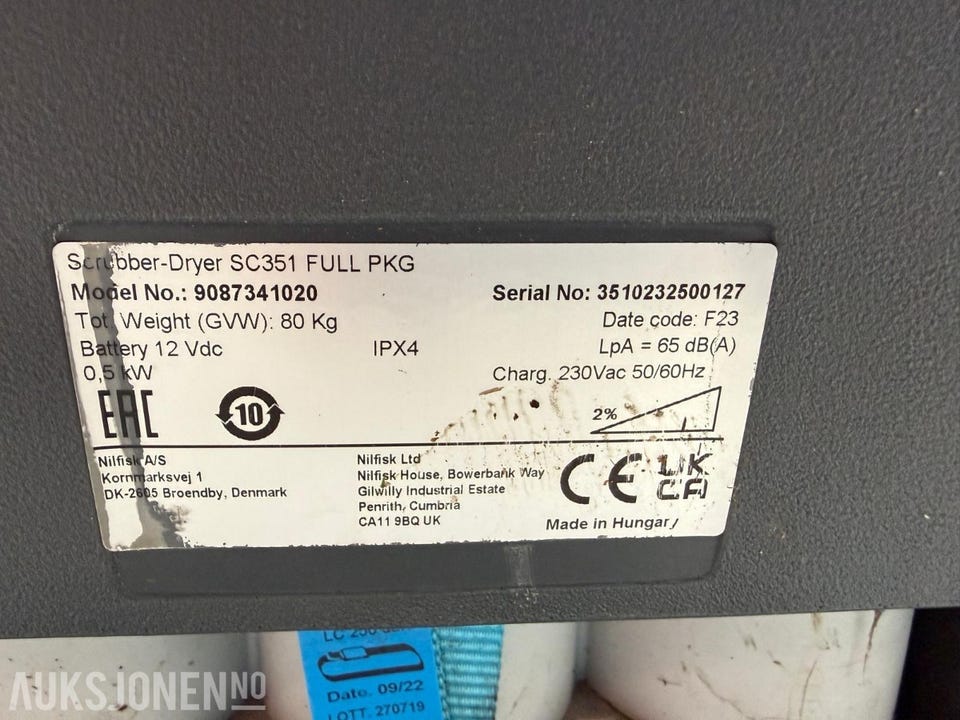 Scrubber-Dryer SC351 FULL PKG
Model No.: 9087341020 Serial No: 3510232500127
Tot. Weight (GVW): 80 Kg Date code: F23
Battery 12 Vdc IPX4 LpA = 65 dB(A)
0,5 kW Charg. 230Vac 50/60Hz
EAC 10 2%
Nilfisk A/S
Kornmarksvej 1
DK-2605 Broendby, Denmark
Nilfisk Ltd
Nilfisk House, Bowerbank Way
Gilwilly Industrial Estate
Penrith, Cumbria
CA11 9BQ UK
CE UK
CA
Made in Hungary
LC 250
Date. 09/22
LOTT. 270719
AUKSJONEN NO